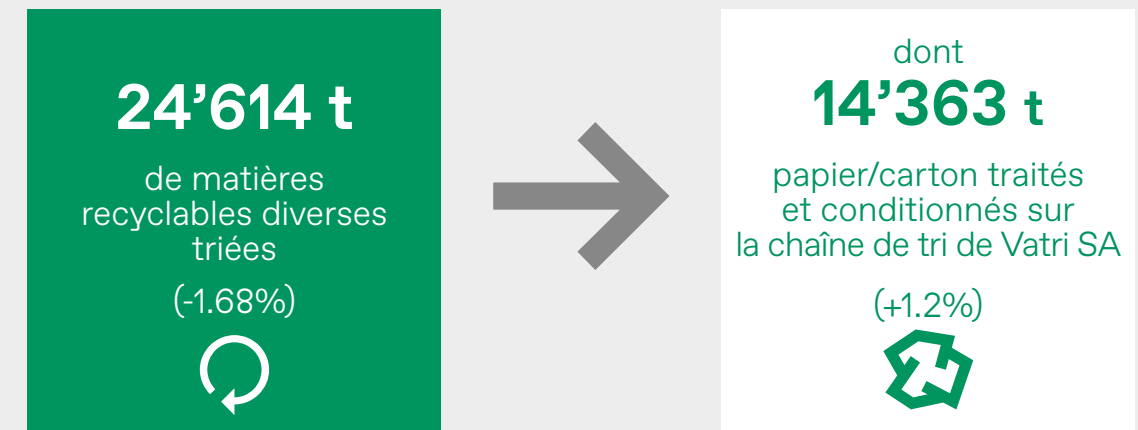 24’614 t
de matières
recyclables diverses
triées
(-1.68%)
dont
14’363 t
papier/carton traités
et conditionnés sur
la chaîne de tri de Vatri SA
(+1.2%)